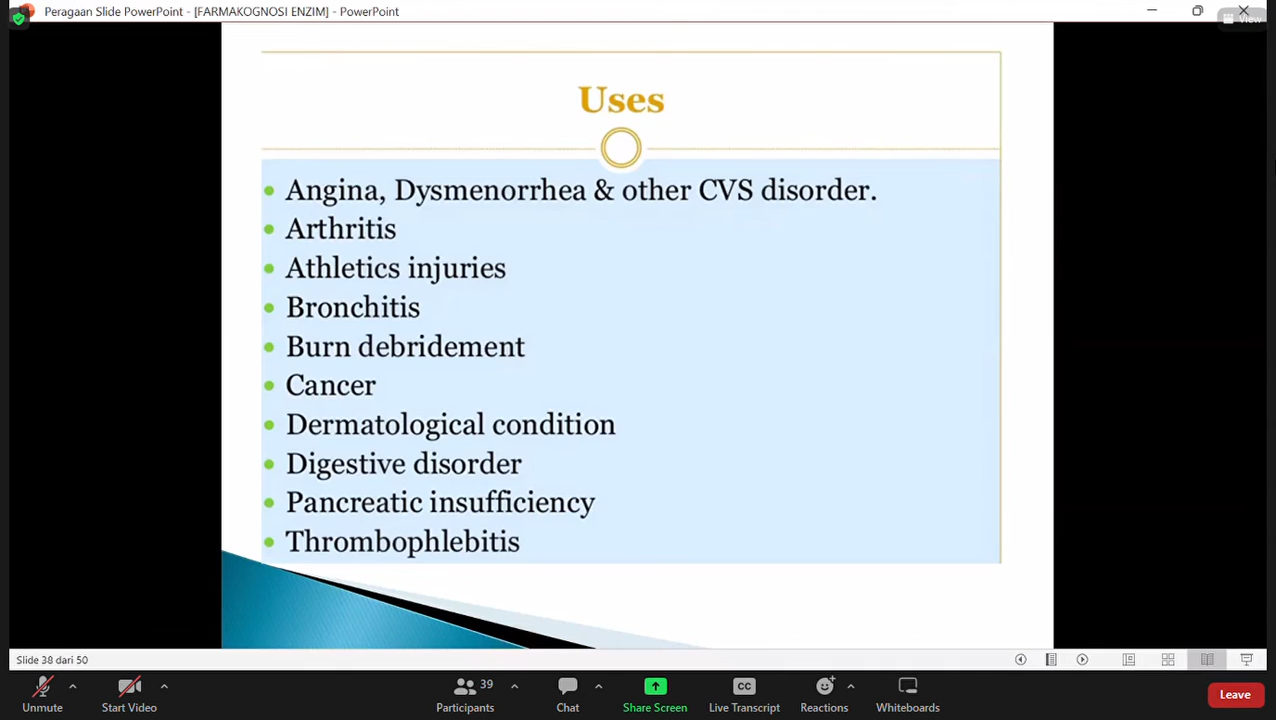 Peragaan Slide PowerPoint - [FARMAKOGNOSI ENZIM] - PowerPoint
View
Uses
Angina, Dysmenorrhea & other CVS disorder.
Arthritis
Athletics injuries
Bronchitis
Burn debridement
Cancer
Dermatological condition
Digestive disorder
Pancreatic insufficiency
Thrombophlebitis
Slide 38 dari 50
Unmute
Start Video
39
Participants
Chat
Share Screen
CC
Live Transcript
Reactions
Whiteboards
Leave